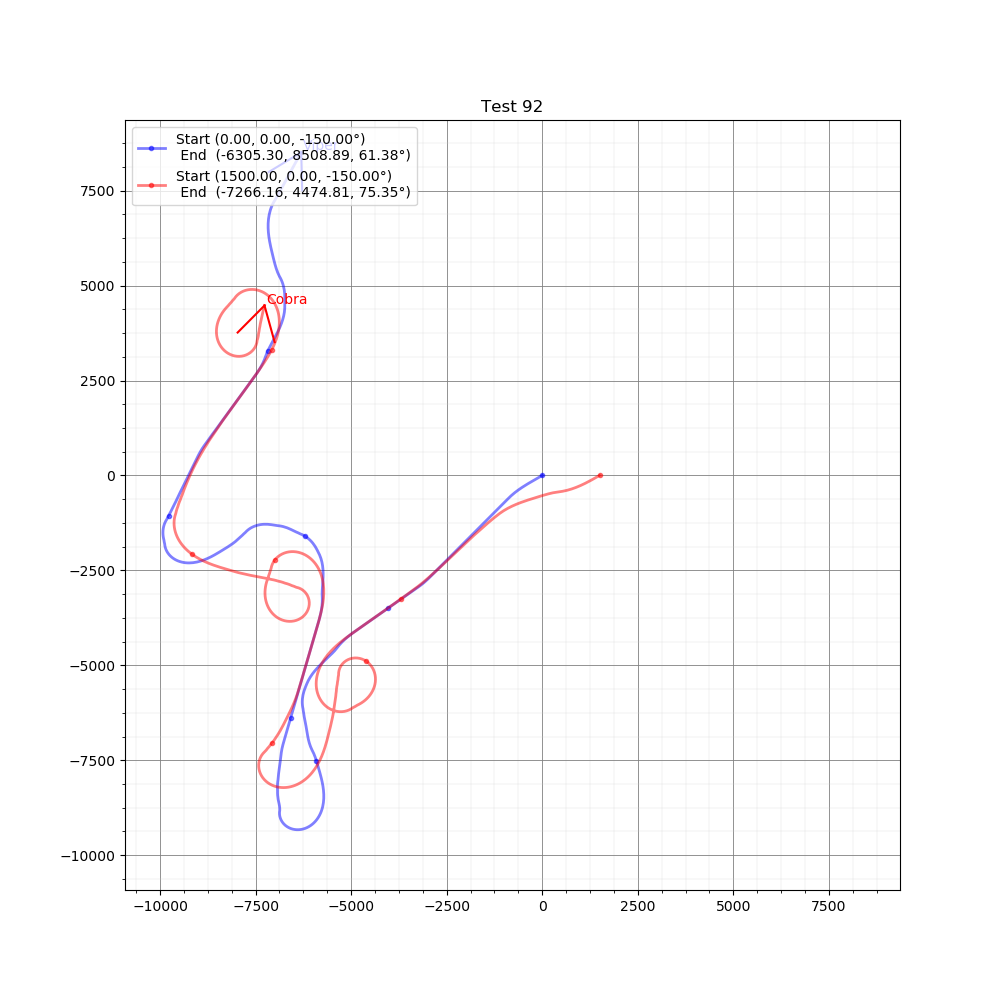 Test 92
Start (0.00, 0.00, -150.00°)
End  (-6305.30, 8508.89, 61.38°)
Start (1500.00, 0.00, -150.00°)
End  (-7266.16, 4474.81, 75.35°)
Cobra
7500
5000
2500
0
−2500
−5000
−7500
−10000
−10000 −7500 −5000 −2500 0 2500 5000 7500